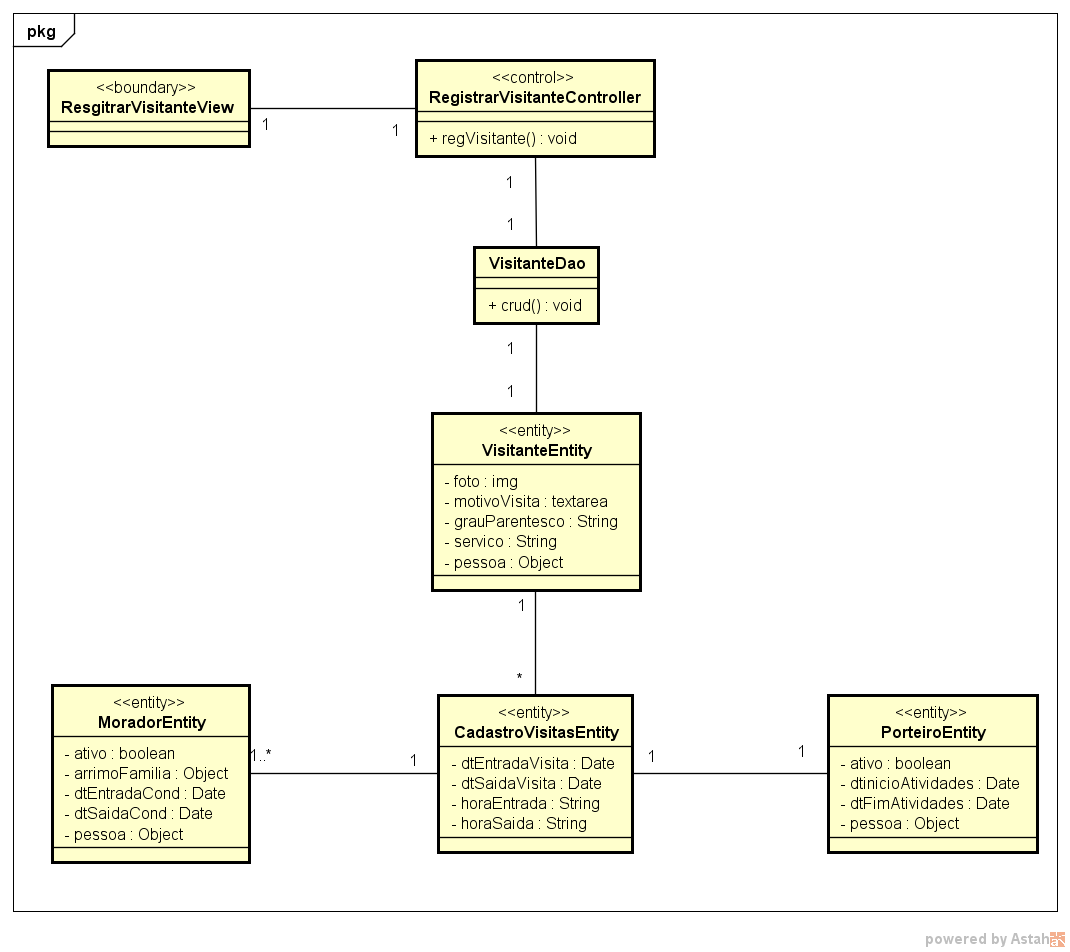 pkg
<<boundary>>
ResgitrarVisitanteView
1
1
<<control>>
RegistrarVisitanteController
+ regVisitante() : void
1
1
VisitanteDao
+ crud() : void
1
1
<<entity>>
VisitanteEntity
- foto : img
- motivoVisita : textarea
- grauParentesco : String
- servico : String
- pessoa : Object
1
*
<<entity>>
MoradorEntity
- ativo : boolean
- arrimoFamilia : Object
- dtEntradaCond : Date
- dtSaidaCond : Date
- pessoa : Object
1..*
1
<<entity>>
CadastroVisitasEntity
- dtEntradaVisita : Date
- dtSaidaVisita : Date
- horaEntrada : String
- horaSaida : String
1
1
<<entity>>
PorteiroEntity
- ativo : boolean
- dtinicioAtividades : Date
- dtFimAtividades : Date
- pessoa : Object
powered by Astah